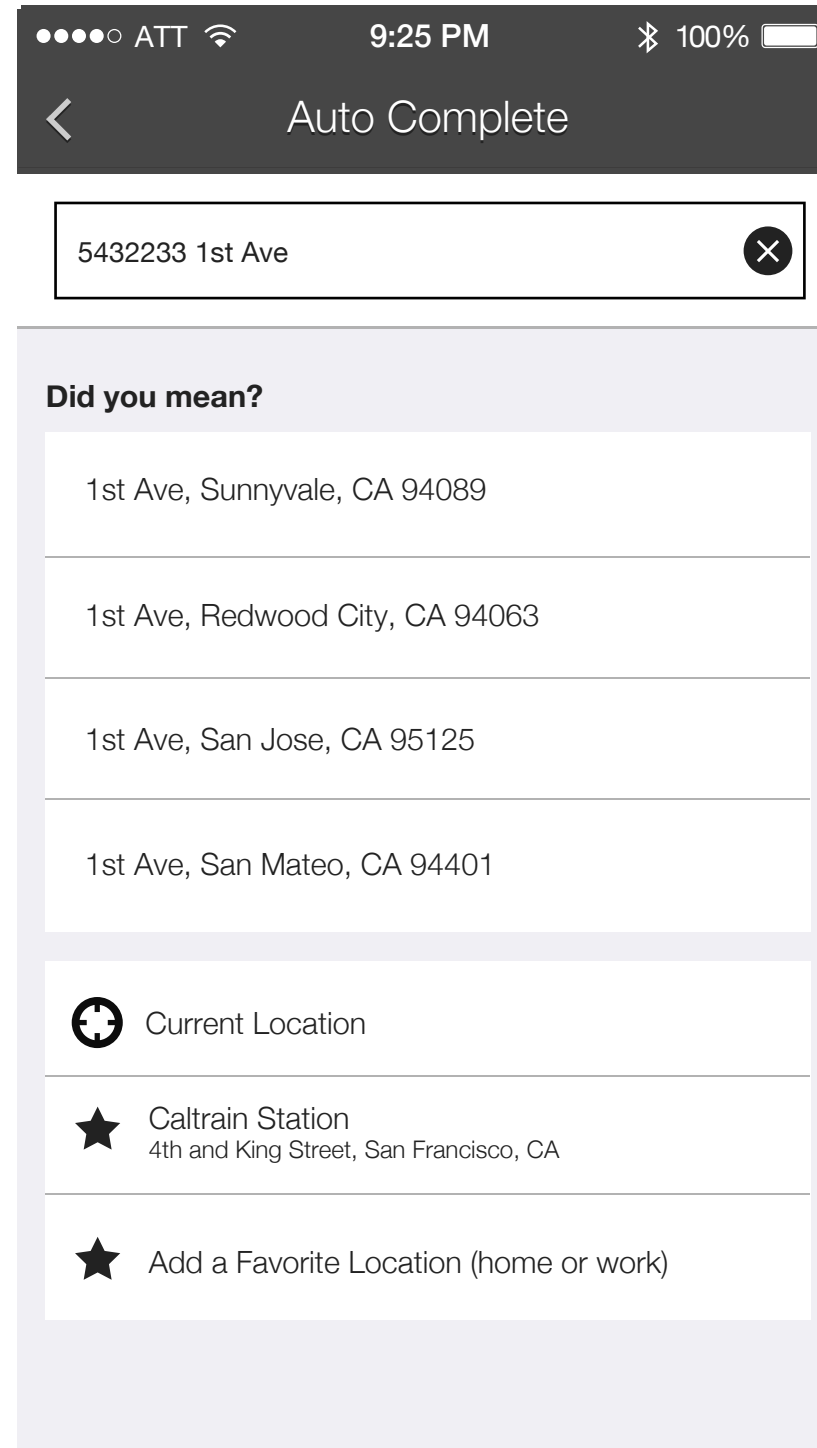 ATT 9:25 PM 100%
Auto Complete
5432233 1st Ave
Did you mean?
1st Ave, Sunnyvale, CA 94089
1st Ave, Redwood City, CA 94063
1st Ave, San Jose, CA 95125
1st Ave, San Mateo, CA 94401
Current Location
Caltrain Station
4th and King Street, San Francisco, CA
Add a Favorite Location (home or work)